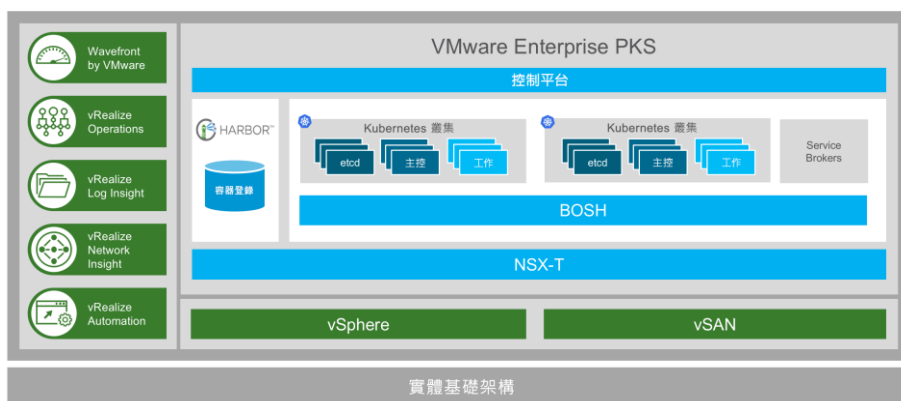 Wavefront
by VMware
vRealize
Operations
vRealize
Log Insight
vRealize
Network
Insight
vRealize
Automation
VMware Enterprise PKS
控制平台
HARBOR™
容器登錄
Kubernetes 叢集
etcd
主控
工作
Kubernetes 叢集
etcd
主控
工作
Service
Brokers
BOSH
NSX-T
vSphere
vSAN
實體基礎架構